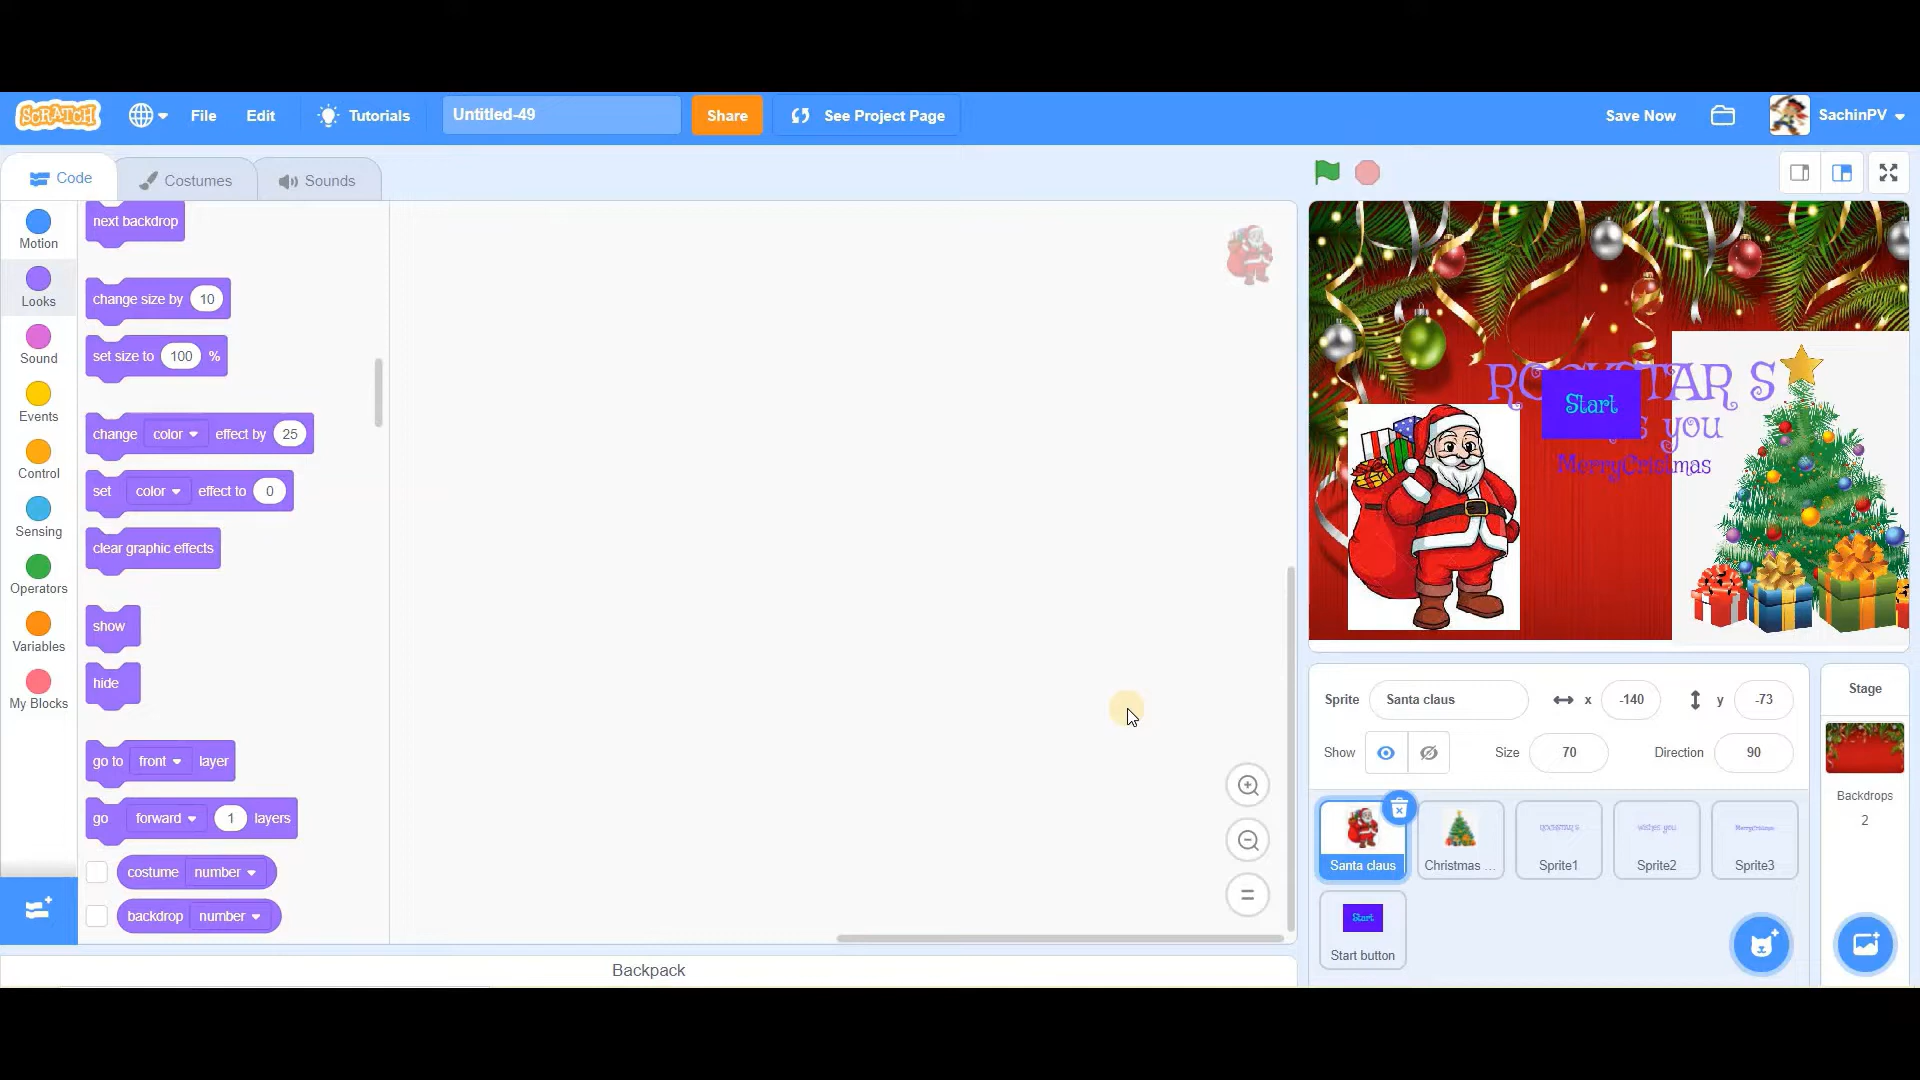 SCRATCH
File
Edit
Tutorials
Untitled-49
Share
See Project Page
Save Now
SachinPV
Code
Costumes
Sounds
Motion
Looks
Sound
Events
Control
Sensing
Operators
Variables
My Blocks
next backdrop
change size by 10
set size to 100 %
change color effect by 25
set color effect to 0
clear graphic effects
show
hide
go to front layer
go forward 1 layers
costume number
backdrop number
Backpack
S
Start
you
Sprite Santa claus x -140 y -73
Show Size 70 Direction 90
Santa claus
Christmas ...
ROCKSTAR S
Sprite1
wishes you
Sprite2
Sprite3
Start
Start button
Stage
Backdrops
2